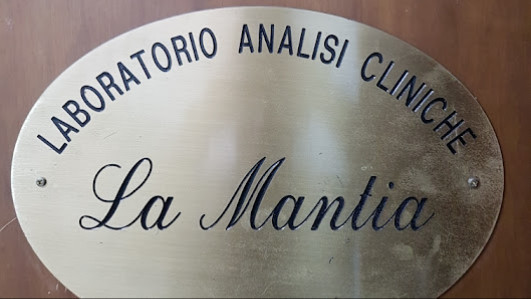 LABORATORIO ANALISI CLINICHE
La Mantia